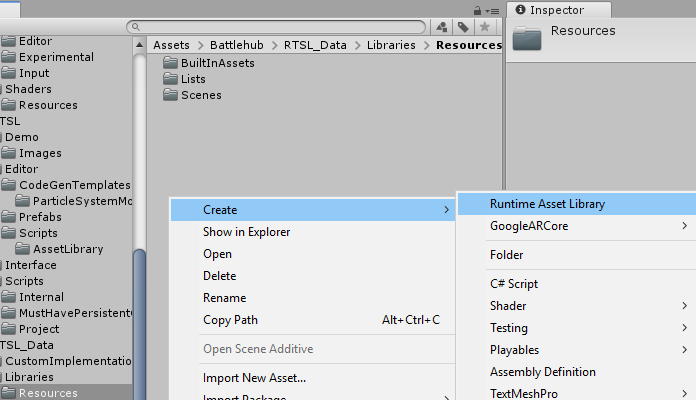 Inspector
Resources
Editor
Experimental
Input
Shaders
Resources
TSL
Demo
Images
Editor
CodeGenTemplates
ParticleSystemMo
Prefabs
Scripts
AssetLibrary
Interface
Scripts
Internal
MustHavePersistent
Project
TSL_Data
CustomImplementatio
Libraries
Resources
Assets > Battlehub > RTSL_Data > Libraries > Resources
BuiltInAssets
Lists
Scenes
Create
Show in Explorer
Open
Delete
Rename
Copy Path Alt+Ctrl+C
Open Scene Additive
Import New Asset...
Import Package
Runtime Asset Library
GoogleARCore
Folder
C# Script
Shader
Testing
Playables
Assembly Definition
TextMeshPro